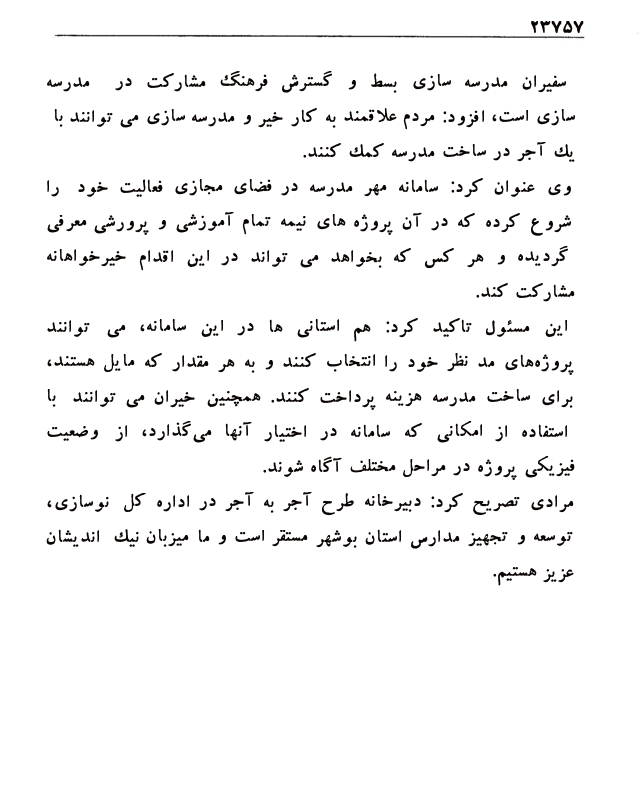 ۲۳۷۵۷
سفیران مدرسه سازی بسط و گسترش فرهنگ مشارکت در مدرسه
سازی است، افزود: مردم علاقمند به کار خیر و مدرسه سازی می توانند با
یك آجر در ساخت مدرسه کمك کنند.
وی عنوان کرد: سامانه مهر مدرسه در فضای مجازی فعالیت خود را
شروع کرده که در آن پروژه های نیمه تمام آموزشی و پرورشی معرفی
گردیده و هر کس که بخواهد می تواند در این اقدام خیرخواهانه
مشارکت کند.
این مسئول تاکید کرد: هم استانی ها در این سامانه، می توانند
پروژه‌های مد نظر خود را انتخاب کنند و به هر مقدار که مایل هستند،
برای ساخت مدرسه هزینه پرداخت کنند. همچنین خیران می توانند با
استفاده از امکانی که سامانه در اختیار آنها می‌گذارد، از وضعیت
فیزیکی پروژه در مراحل مختلف آگاه شوند.
مرادی تصریح کرد: دبیرخانه طرح آجر به آجر در اداره کل نوسازی،
توسعه و تجهیز مدارس استان بوشهر مستقر است و ما میزبان نیك اندیشان
عزیز هستیم.